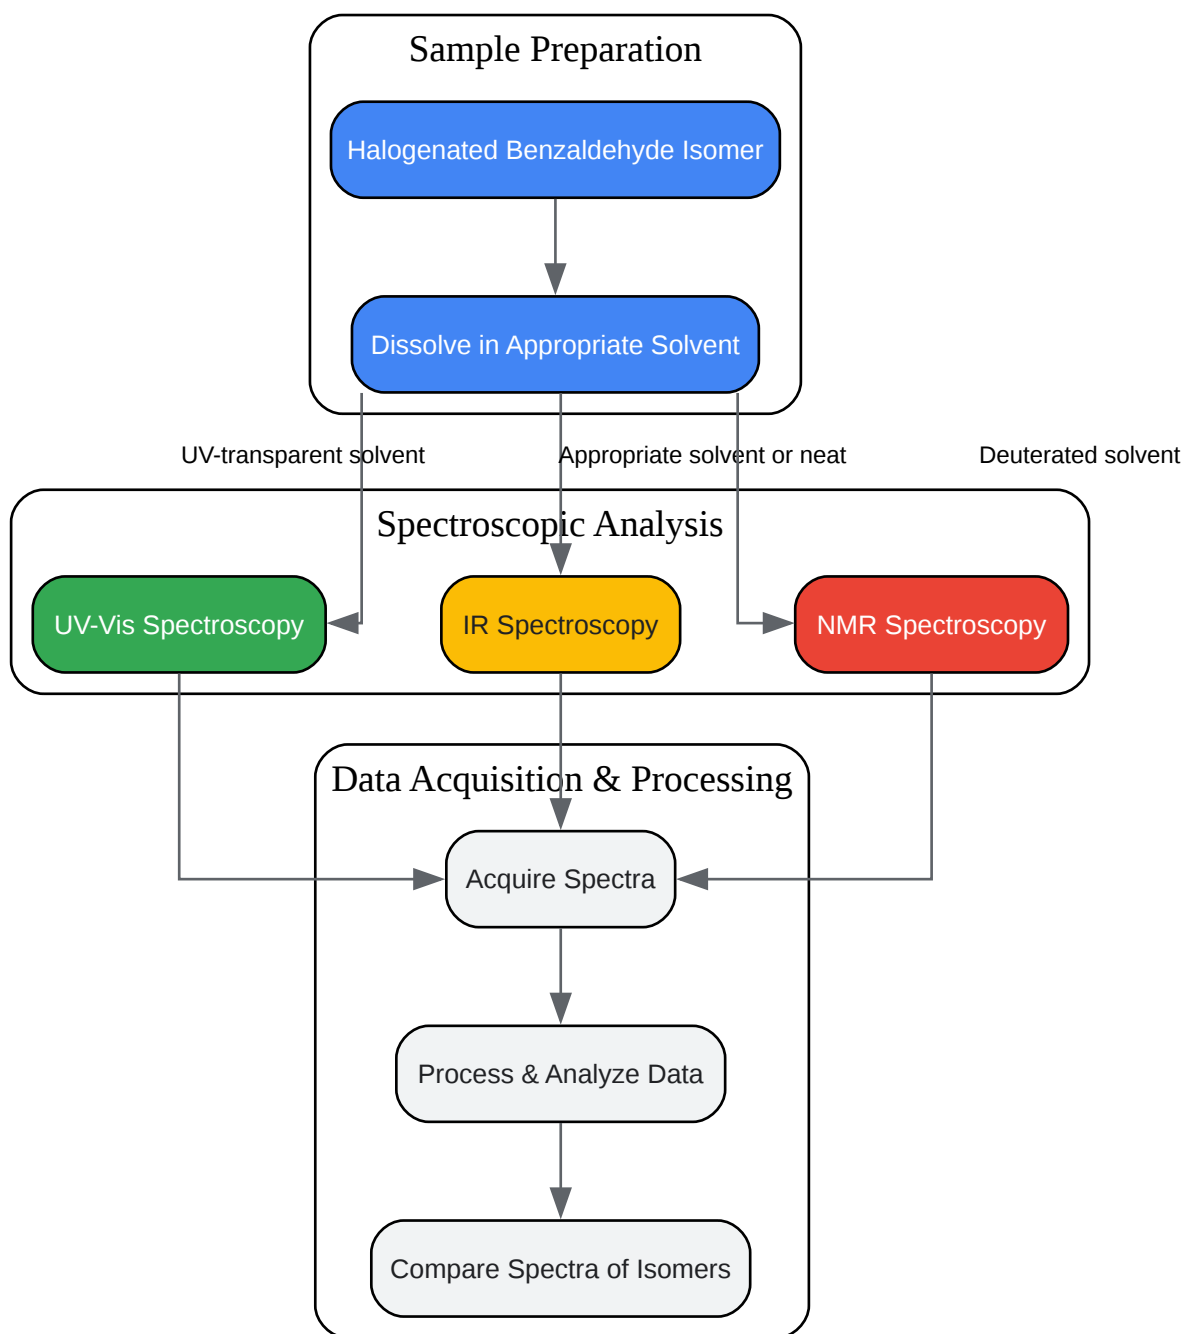 Sample Preparation
Halogenated Benzaldehyde Isomer
Dissolve in Appropriate Solvent
UV-transparent solvent
Appropriate solvent or neat
Deuterated solvent
Spectroscopic Analysis
UV-Vis Spectroscopy
IR Spectroscopy
NMR Spectroscopy
Data Acquisition & Processing
Acquire Spectra
Process & Analyze Data
Compare Spectra of Isomers